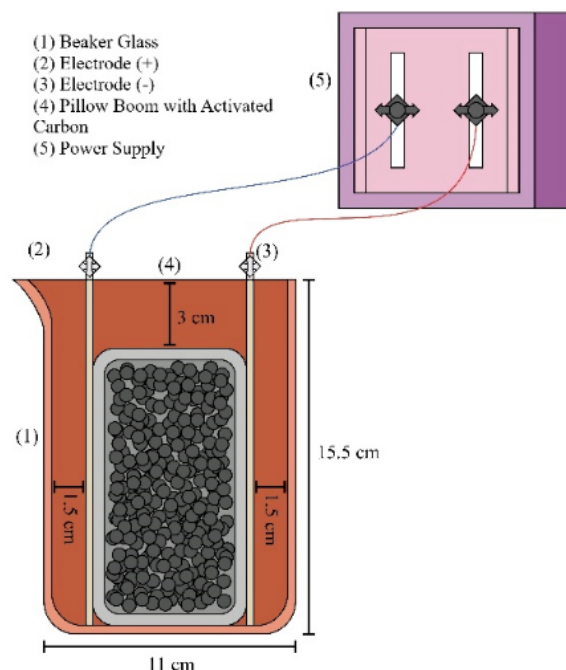 (1) Beaker Glass
(2) Electrode (+)
(3) Electrode (-)
(4) Pillow Boom with Activated
Carbon
(5) Power Supply
(5)
(2)
(4)
(3)
3 cm
(1)
15.5 cm
1.5 cm
1.5 cm
11 cm